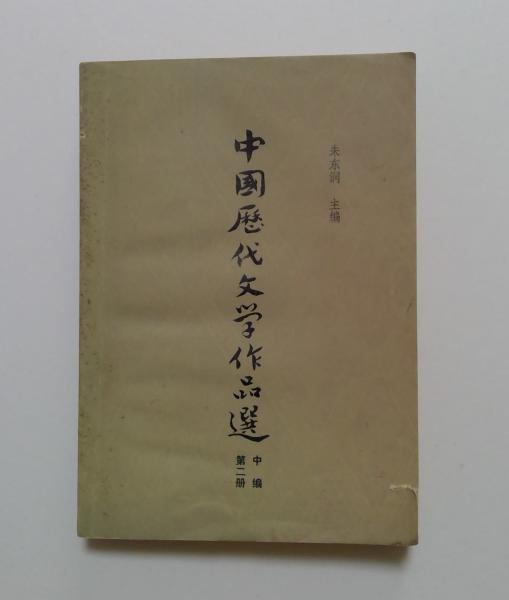 朱东润 主编
中國歷代文学作品選
中编
第二册